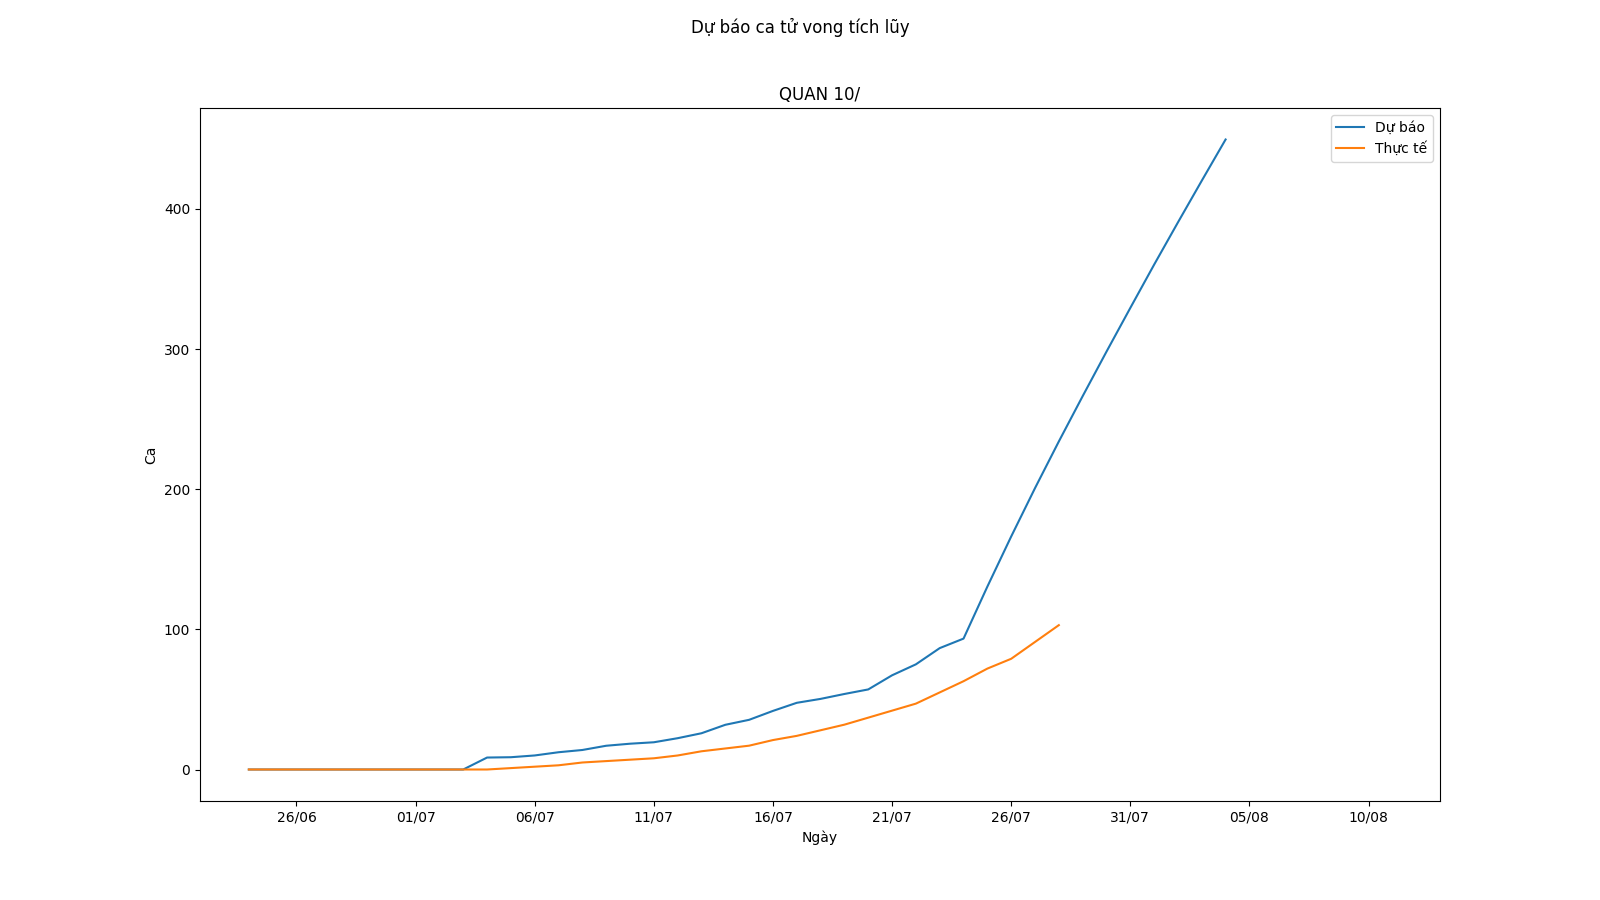 Dự báo ca tử vong tích lũy
QUAN 10/
Dự báo
Thực tế
400
300
200
100
0
Ca
26/06 01/07 06/07 11/07 16/07 21/07 26/07 31/07 05/08 10/08
Ngày